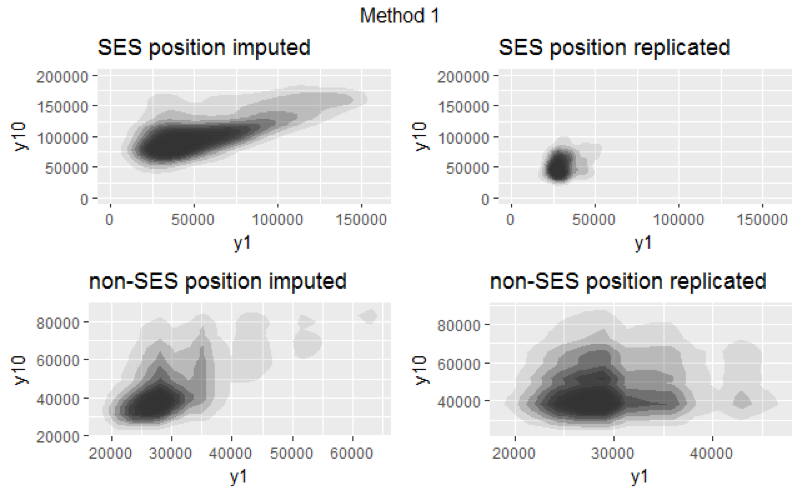 Method 1
SES position imputed
SES position replicated
200000
150000
100000
50000
0
y10
0
50000
100000
150000
y1
200000
150000
100000
50000
0
y10
0
50000
100000
150000
y1
non-SES position imputed
non-SES position replicated
80000
60000
40000
20000
y10
20000
30000
40000
50000
60000
y1
80000
60000
40000
y10
20000
30000
40000
y1